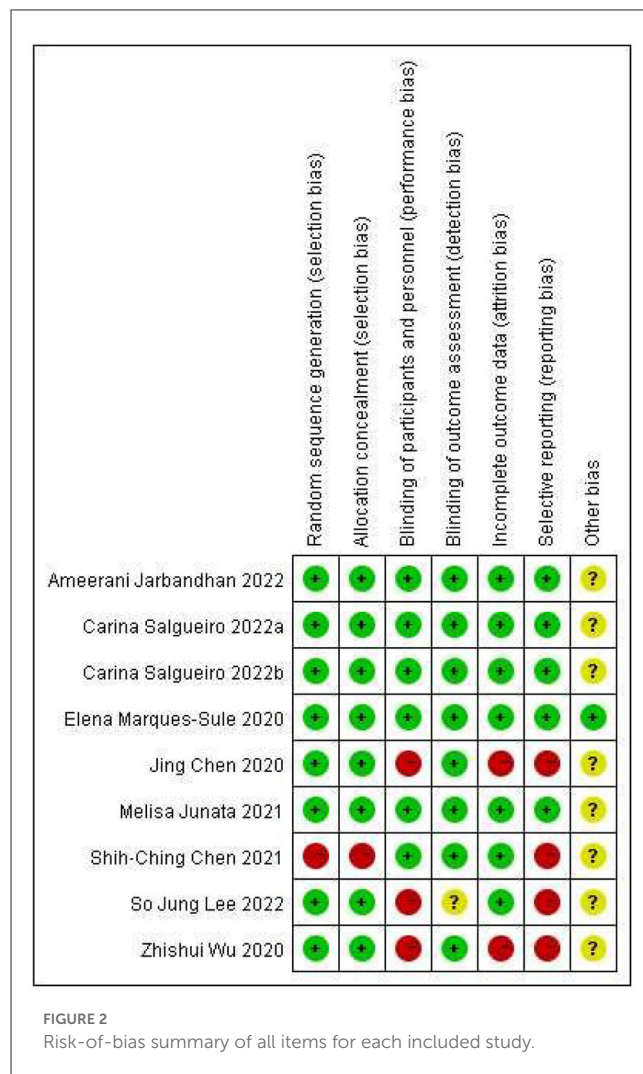 Random sequence generation (selection bias)
Allocation concealment (selection bias)
Blinding of participants and personnel (performance bias)
Blinding of outcome assessment (detection bias)
Incomplete outcome data (attrition bias)
Selective reporting (reporting bias)
Other bias
Ameerani Jarbandhan 2022 + + + + + + ?
Carina Salgueiro 2022a + + + + + + ?
Carina Salgueiro 2022b + + + + + + ?
Elena Marques-Sule 2020 + + + + + + +
Jing Chen 2020 + + - + - - ?
Melisa Junata 2021 + + + + + + ?
Shih-Ching Chen 2021 - - + + + - ?
So Jung Lee 2022 + + - ? + - ?
Zhishui Wu 2020 + + - + - - ?
FIGURE 2
Risk-of-bias summary of all items for each included study.